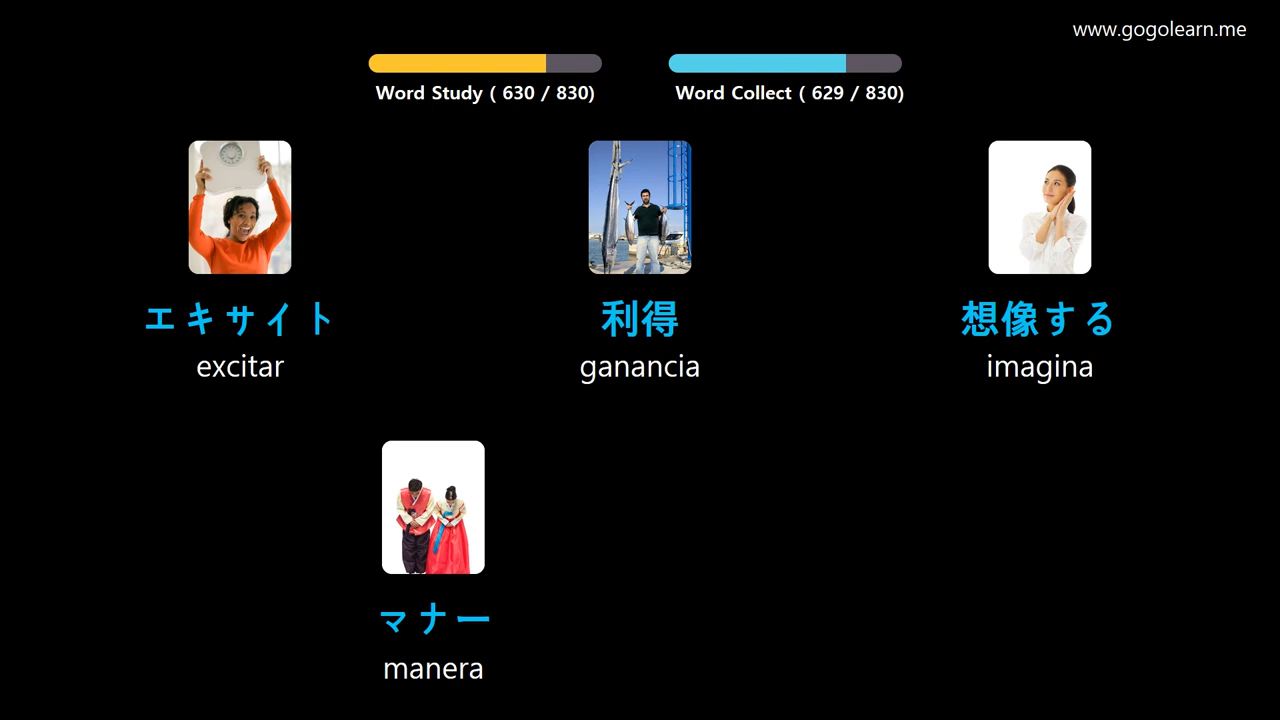 www.gogolearn.me
Word Study ( 630 / 830)
Word Collect ( 629 / 830)
エキサイト
excitar
利得
ganancia
想像する
imagina
マナー
manera